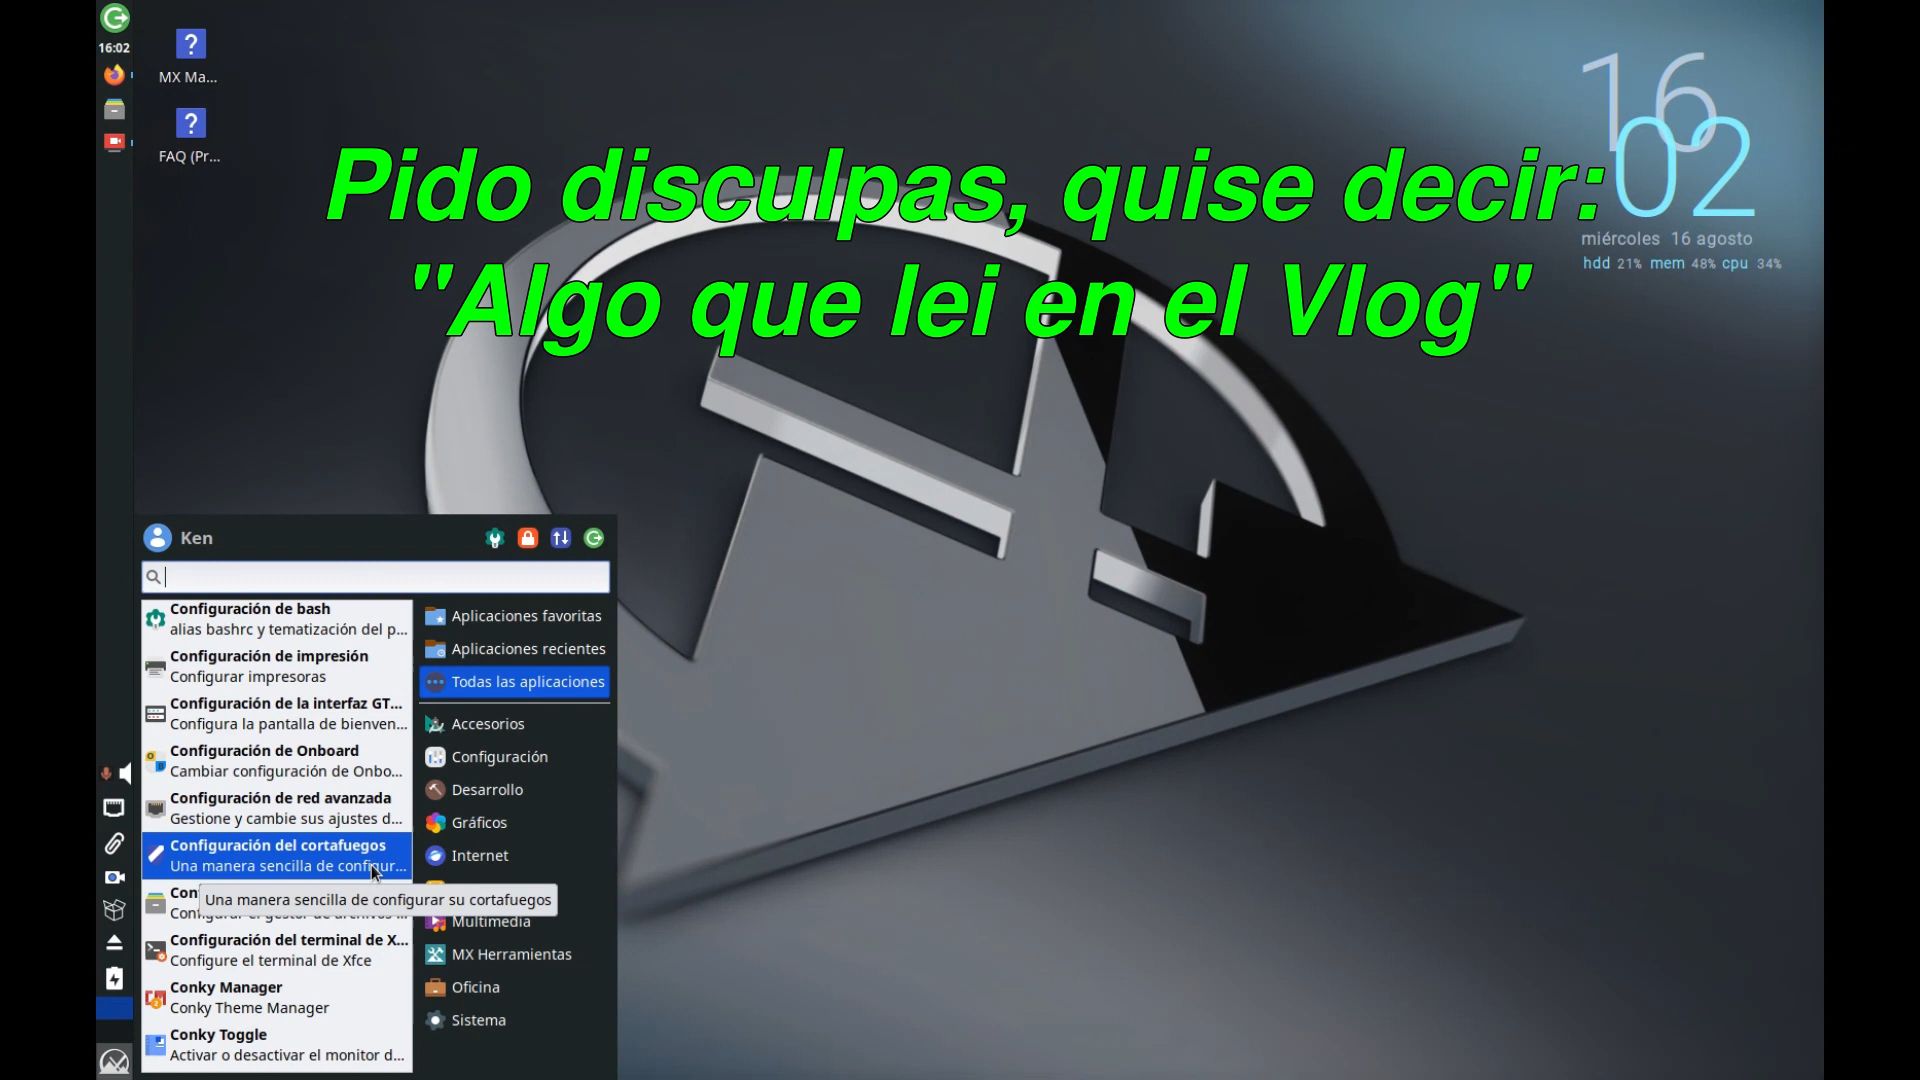 16:02
MX Ma...
FAQ (Pr...
16
02
miércoles 16 agosto
hdd 21% mem 48% cpu 34%
Pido disculpas, quise decir:
"Algo que lei en el Vlog"
Ken
Configuración de bash
alias bashrc y tematización del p...
Configuración de impresión
Configurar impresoras
Configuración de la interfaz GT...
Configura la pantalla de bienven...
Configuración de Onboard
Cambiar configuración de Onbo...
Configuración de red avanzada
Gestione y cambie sus ajustes d...
Configuración del cortafuegos
Una manera sencilla de configur...
Una manera sencilla de configurar su cortafuegos
Configuración del terminal de X...
Configure el terminal de Xfce
Conky Manager
Conky Theme Manager
Conky Toggle
Activar o desactivar el monitor d...
Aplicaciones favoritas
Aplicaciones recientes
Todas las aplicaciones
Accesorios
Configuración
Desarrollo
Gráficos
Internet
Multimedia
MX Herramientas
Oficina
Sistema